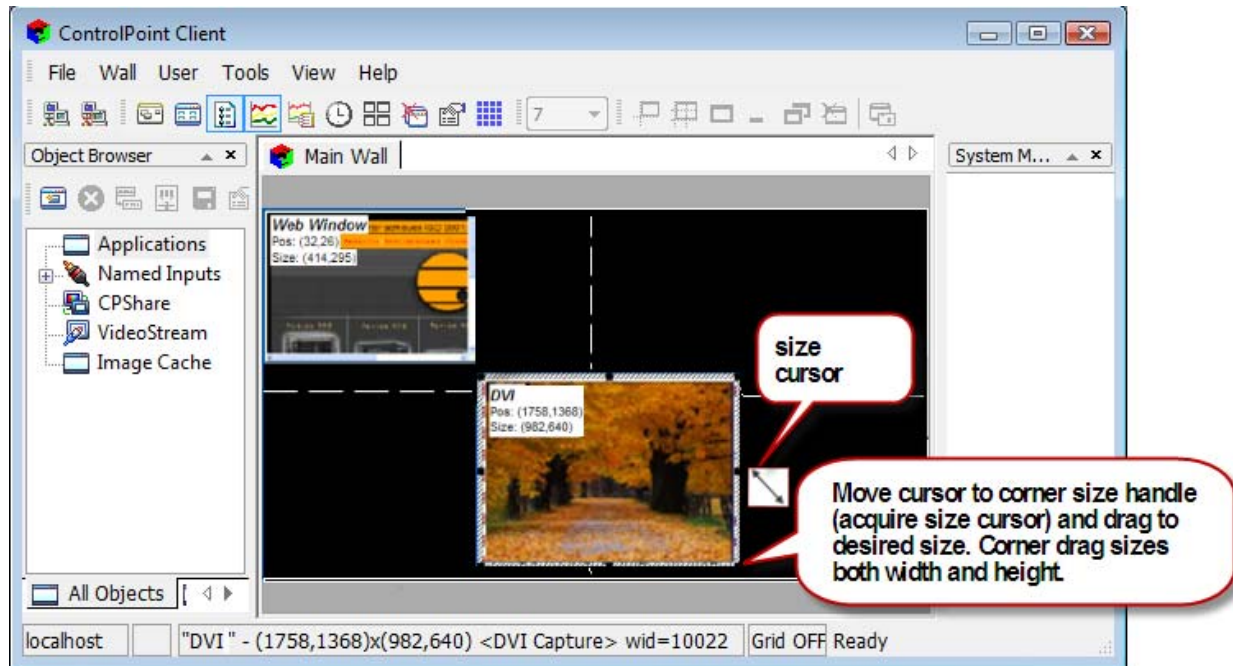 ControlPoint Client
File Wall User Tools View Help
7
Object Browser
Main Wall
System M...
Applications
Named Inputs
CPShare
VideoStream
Image Cache
Web Window
Pos: (32,26)
Size: (414,295)
DVI
Pos: (1758,1368)
Size: (982,640)
size
cursor
Move cursor to corner size handle
(acquire size cursor) and drag to
desired size. Corner drag sizes
both width and height.
All Objects
localhost
"DVI " - (1758,1368)x(982,640) <DVI Capture> wid=10022
Grid OFF
Ready